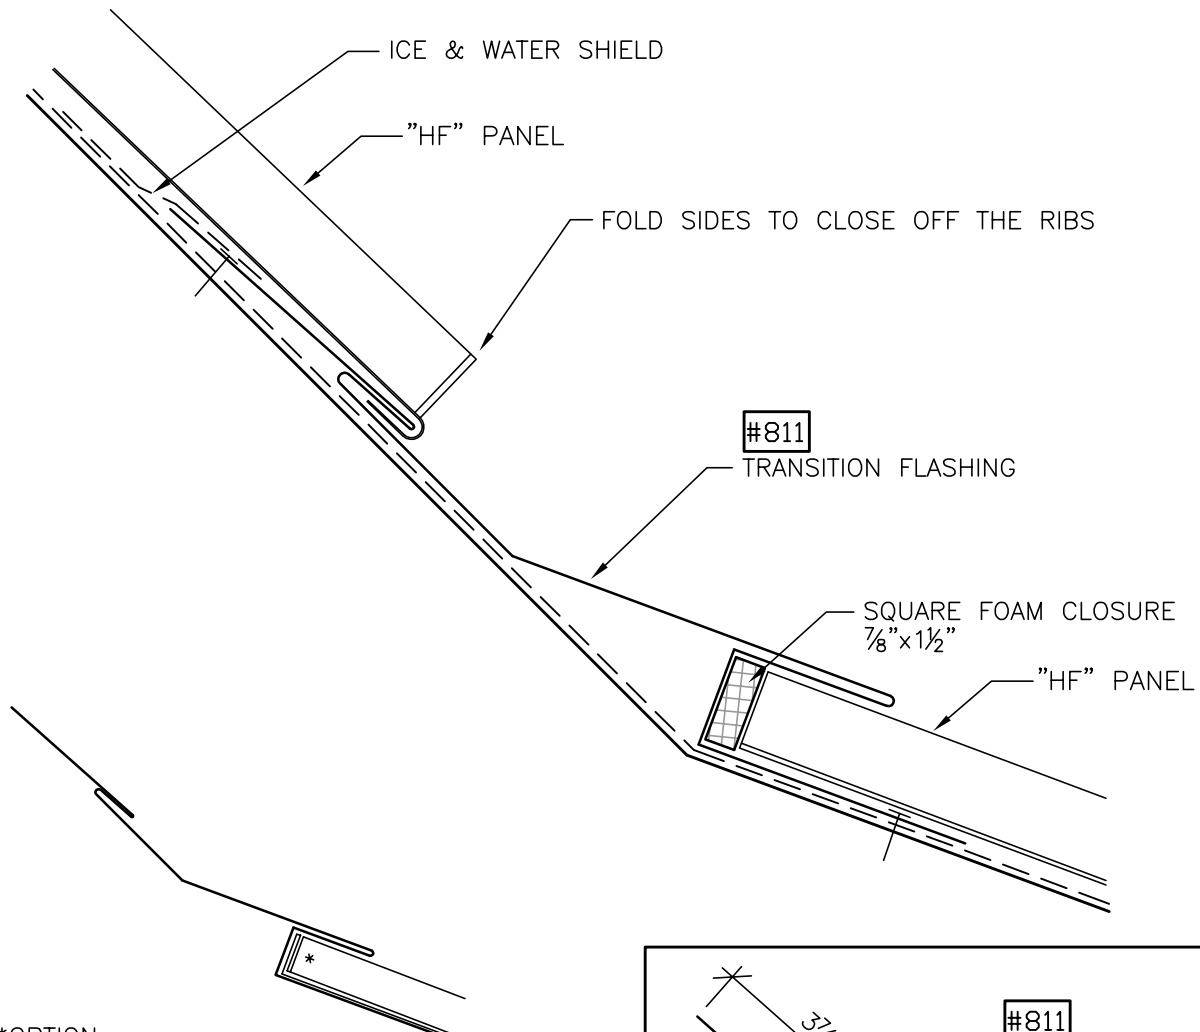 ICE & WATER SHIELD
"HF" PANEL
FOLD SIDES TO CLOSE OFF THE RIBS
#811
TRANSITION FLASHING
SQUARE FOAM CLOSURE
⅞"x1½"
"HF" PANEL
*
#811